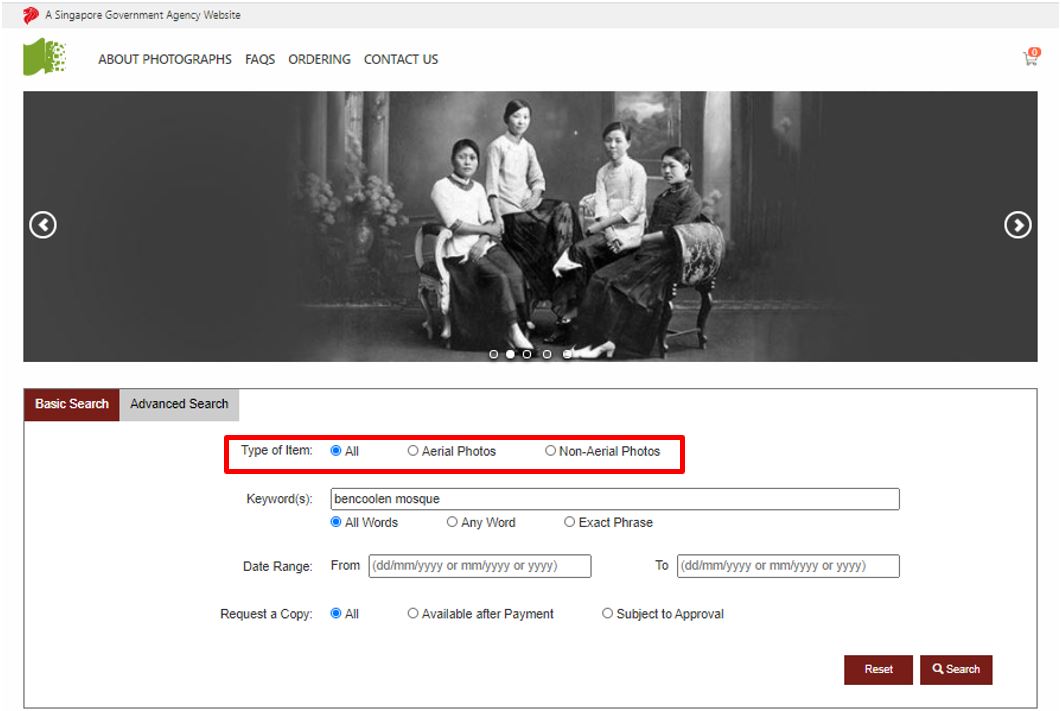 A Singapore Government Agency Website
ABOUT PHOTOGRAPHS FAQS ORDERING CONTACT US
0
Basic Search Advanced Search
Type of Item: All Aerial Photos Non-Aerial Photos
Keyword(s): bencoolen mosque
All Words Any Word Exact Phrase
Date Range: From (dd/mm/yyyy or mm/yyyy or yyyy) To (dd/mm/yyyy or mm/yyyy or yyyy)
Request a Copy: All Available after Payment Subject to Approval
Reset Search